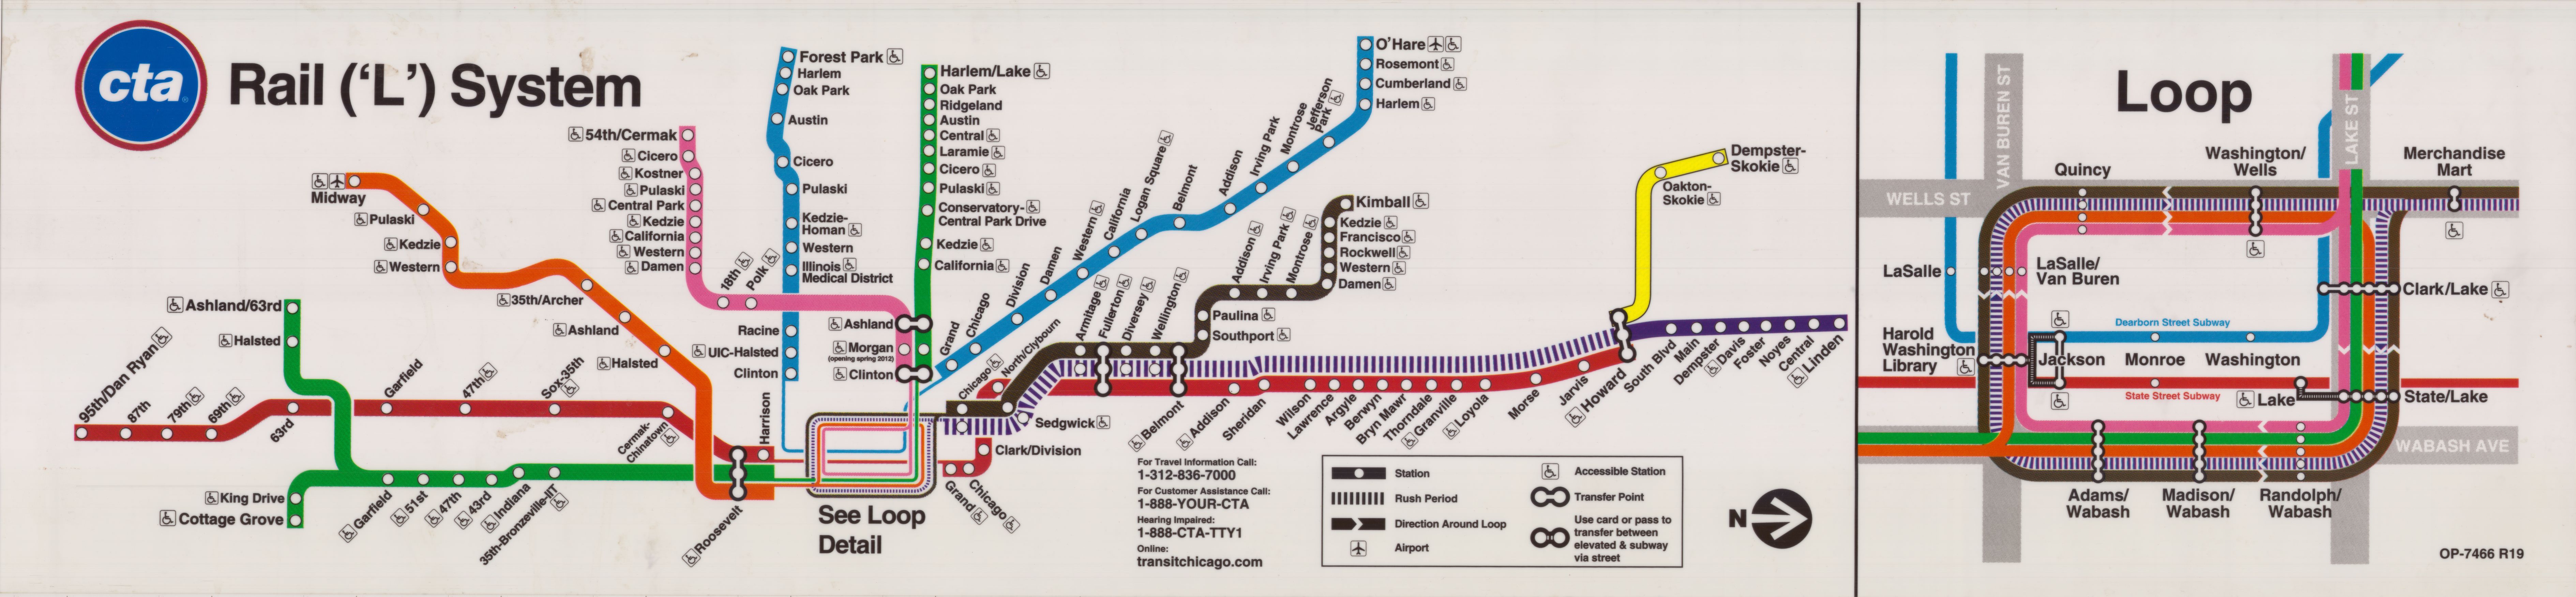 cta
Rail (‘L’) System
Midway
Pulaski
Kedzie
Western
35th/Archer
Ashland
Halsted
Ashland/63rd
Halsted
95th/Dan Ryan
87th
79th
69th
63rd
Garfield
47th
Sox-35th
Cermak-
Chinatown
King Drive
Cottage Grove
Garfield
51st
47th
43rd
Indiana
35th-Bronzeville-IIT
Roosevelt
Harrison
54th/Cermak
Cicero
Kostner
Pulaski
Central Park
Kedzie
California
Western
Damen
18th
Polk
Forest Park
Harlem
Oak Park
Austin
Cicero
Pulaski
Kedzie-
Homan
Western
Illinois
Medical District
Racine
UIC-Halsted
Clinton
Harlem/Lake
Oak Park
Ridgeland
Austin
Central
Laramie
Cicero
Pulaski
Conservatory-
Central Park Drive
Kedzie
California
Ashland
Morgan
(opening spring 2012)
Clinton
See Loop
Detail
Grand
Chicago
Division
Damen
Western
California
Logan Square
Belmont
Addison
Irving Park
Montrose
Jefferson
Park
Harlem
Cumberland
Rosemont
O’Hare
Chicago
North/Clybourn
Sedgwick
Clark/Division
Grand
Chicago
Armitage
Fullerton
Diversey
Wellington
Southport
Paulina
Addison
Irving Park
Montrose
Damen
Western
Rockwell
Francisco
Kedzie
Kimball
Belmont
Addison
Sheridan
Wilson
Lawrence
Argyle
Berwyn
Bryn Mawr
Thorndale
Granville
Loyola
Morse
Jarvis
Howard
Oakton-
Skokie
Dempster-
Skokie
South Blvd
Main
Dempster
Davis
Foster
Noyes
Central
Linden
For Travel Information Call:
1-312-836-7000
For Customer Assistance Call:
1-888-YOUR-CTA
Hearing Impaired:
1-888-CTA-TTY1
Online:
transitchicago.com
Station
Rush Period
Direction Around Loop
Airport
Accessible Station
Transfer Point
Use card or pass to
transfer between
elevated & subway
via street
N
Loop
VAN BUREN ST
LAKE ST
WELLS ST
WABASH AVE
Quincy
Washington/
Wells
Merchandise
Mart
LaSalle
LaSalle/
Van Buren
Clark/Lake
Dearborn Street Subway
Harold
Washington
Library
Jackson
Monroe
Washington
State Street Subway
Lake
State/Lake
Adams/
Wabash
Madison/
Wabash
Randolph/
Wabash
OP-7466 R19